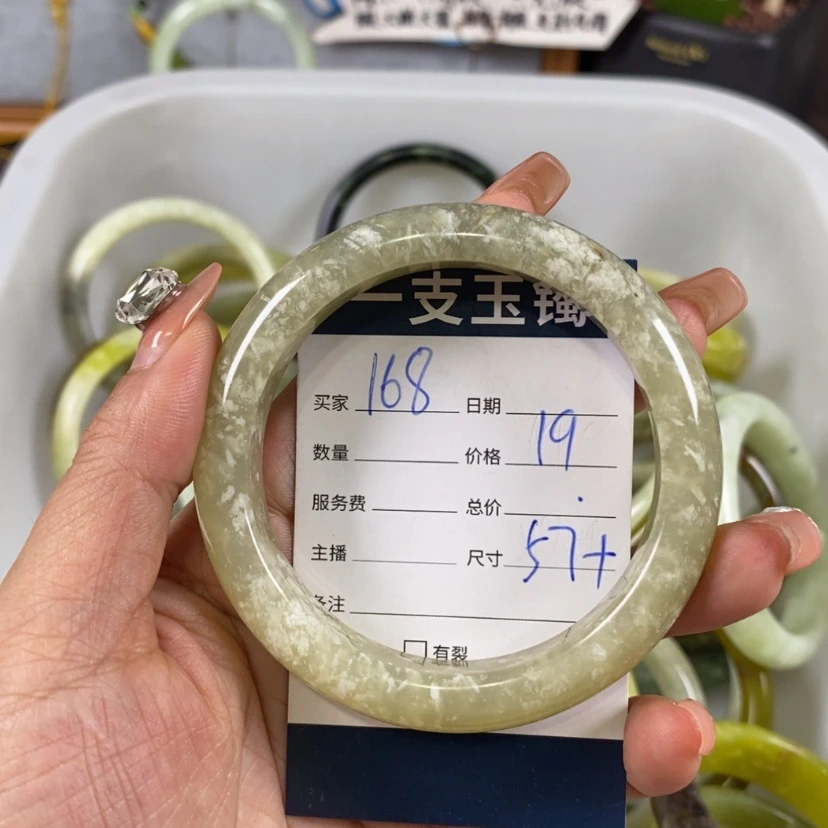 一支玉镯
买家 168 日期
数量 价格 19
服务费 总价
主播 尺寸 57+
备注
□有裂